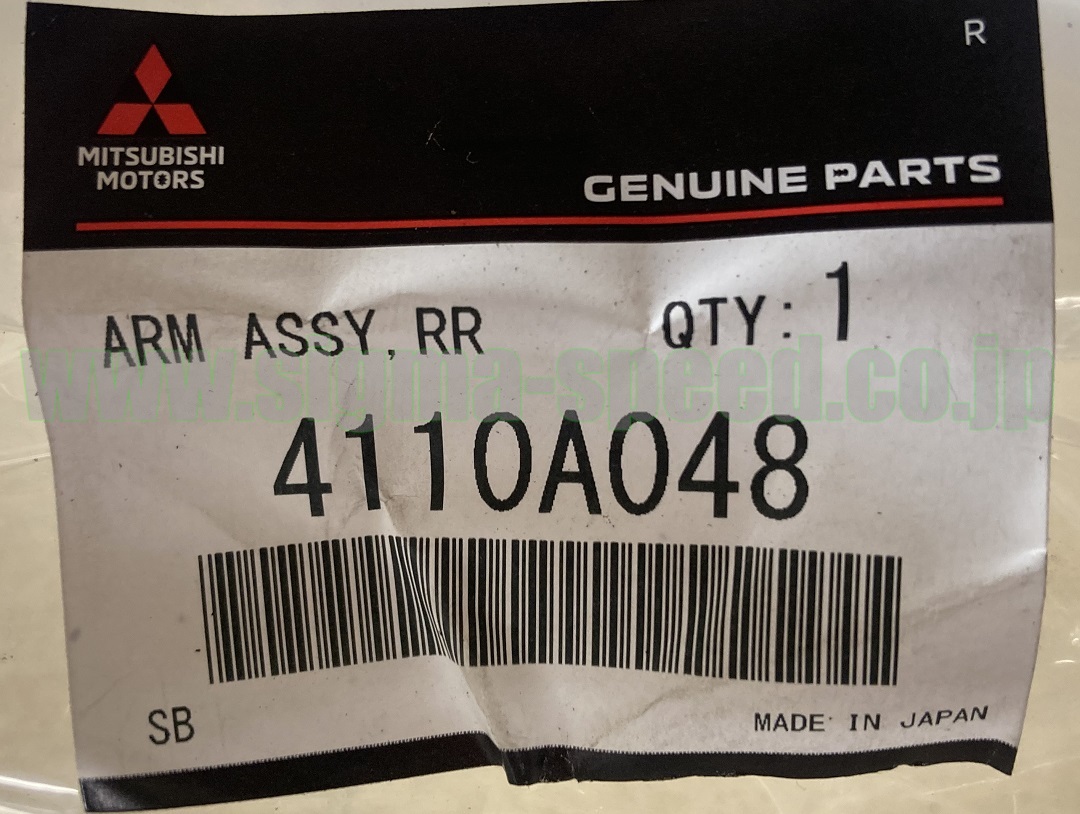 R
MITSUBISHI
MOTORS
GENUINE PARTS
ARM ASSY, RR QTY: 1
www.sigma-speed.co.jp
4110A048
SB
MADE IN JAPAN